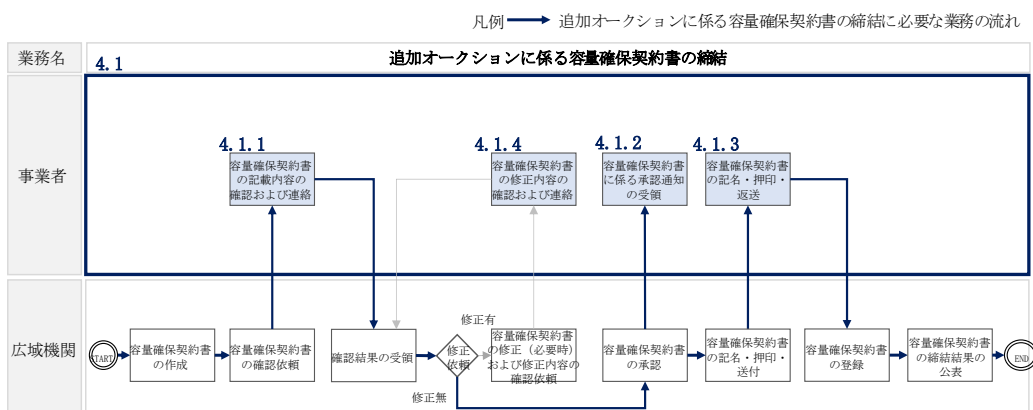 凡例 追加オークションに係る容量確保契約書の締結に必要な業務の流れ
業務名
4.1
追加オークションに係る容量確保契約書の締結
事業者
4.1.1
容量確保契約書
の記載内容の
確認および連絡
4.1.4
容量確保契約書
の修正内容の
確認および連絡
4.1.2
容量確保契約書
に係る承認通知
の受領
4.1.3
容量確保契約書
の記名・押印・
返送
広域機関
START
容量確保契約書
の作成
容量確保契約書
の確認依頼
確認結果の受領
修正
依頼
修正有
修正無
容量確保契約書
の修正（必要時）
および修正内容の
確認依頼
容量確保契約書
の承認
容量確保契約書
の記名・押印・
送付
容量確保契約書
の登録
容量確保契約書
の締結結果の
公表
END